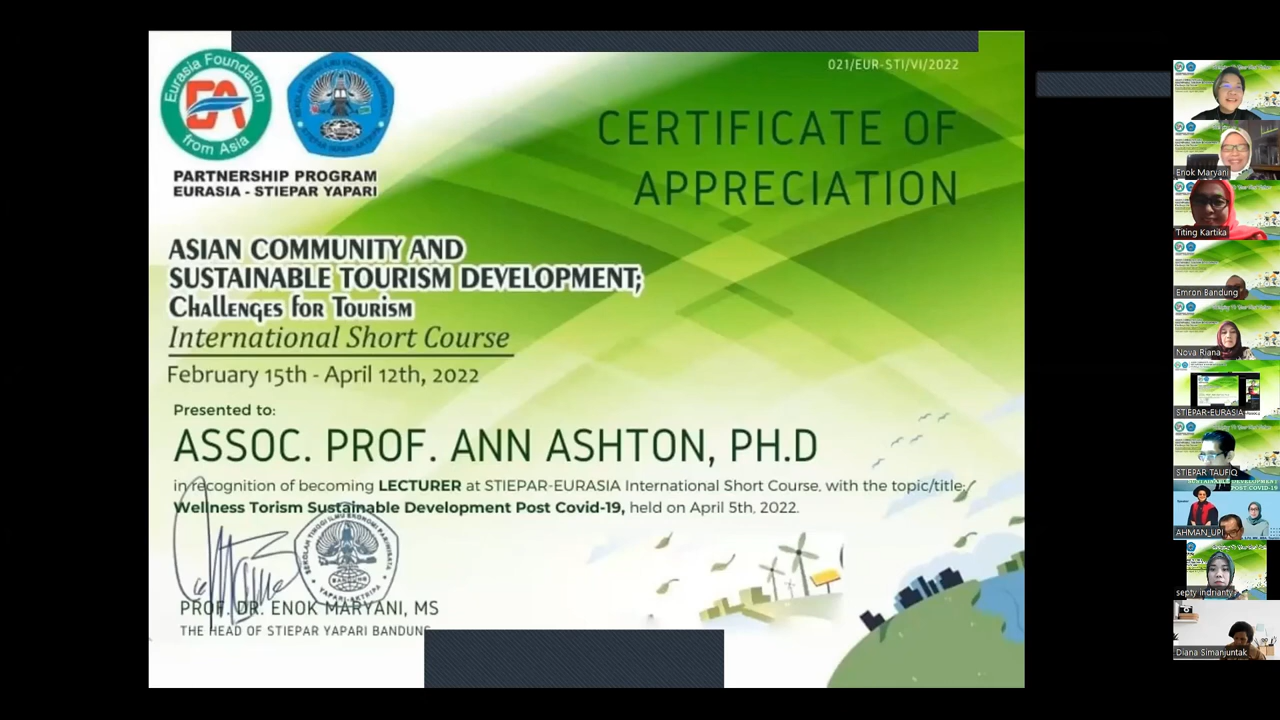 Eurasia Foundation
from Asia
PARTNERSHIP PROGRAM
EURASIA - STIEPAR YAPARI
021/EUR-STI/VI/2022
CERTIFICATE OF
APPRECIATION
ASIAN COMMUNITY AND
SUSTAINABLE TOURISM DEVELOPMENT;
Challenges for Tourism
International Short Course
February 15th - April 12th, 2022
Presented to:
ASSOC. PROF. ANN ASHTON, PH.D
in recognition of becoming LECTURER at STIEPAR-EURASIA International Short Course, with the topic/title:
Wellness Torism Sustainable Development Post Covid-19, held on April 5th, 2022.
PROF. DR. ENOK MARYANI, MS
THE HEAD OF STIEPAR YAPARI BANDUNG
Enok Maryani
Titing Kartika
Emron Bandung
Nova Riana
STIEPAR-EURASIA
STIEPAR TAUFIQ
SUSTAINABLE DEVELOPMENT
POST COVID-19
AHMAN_UPI
septy indrianty
Diana Simanjuntak